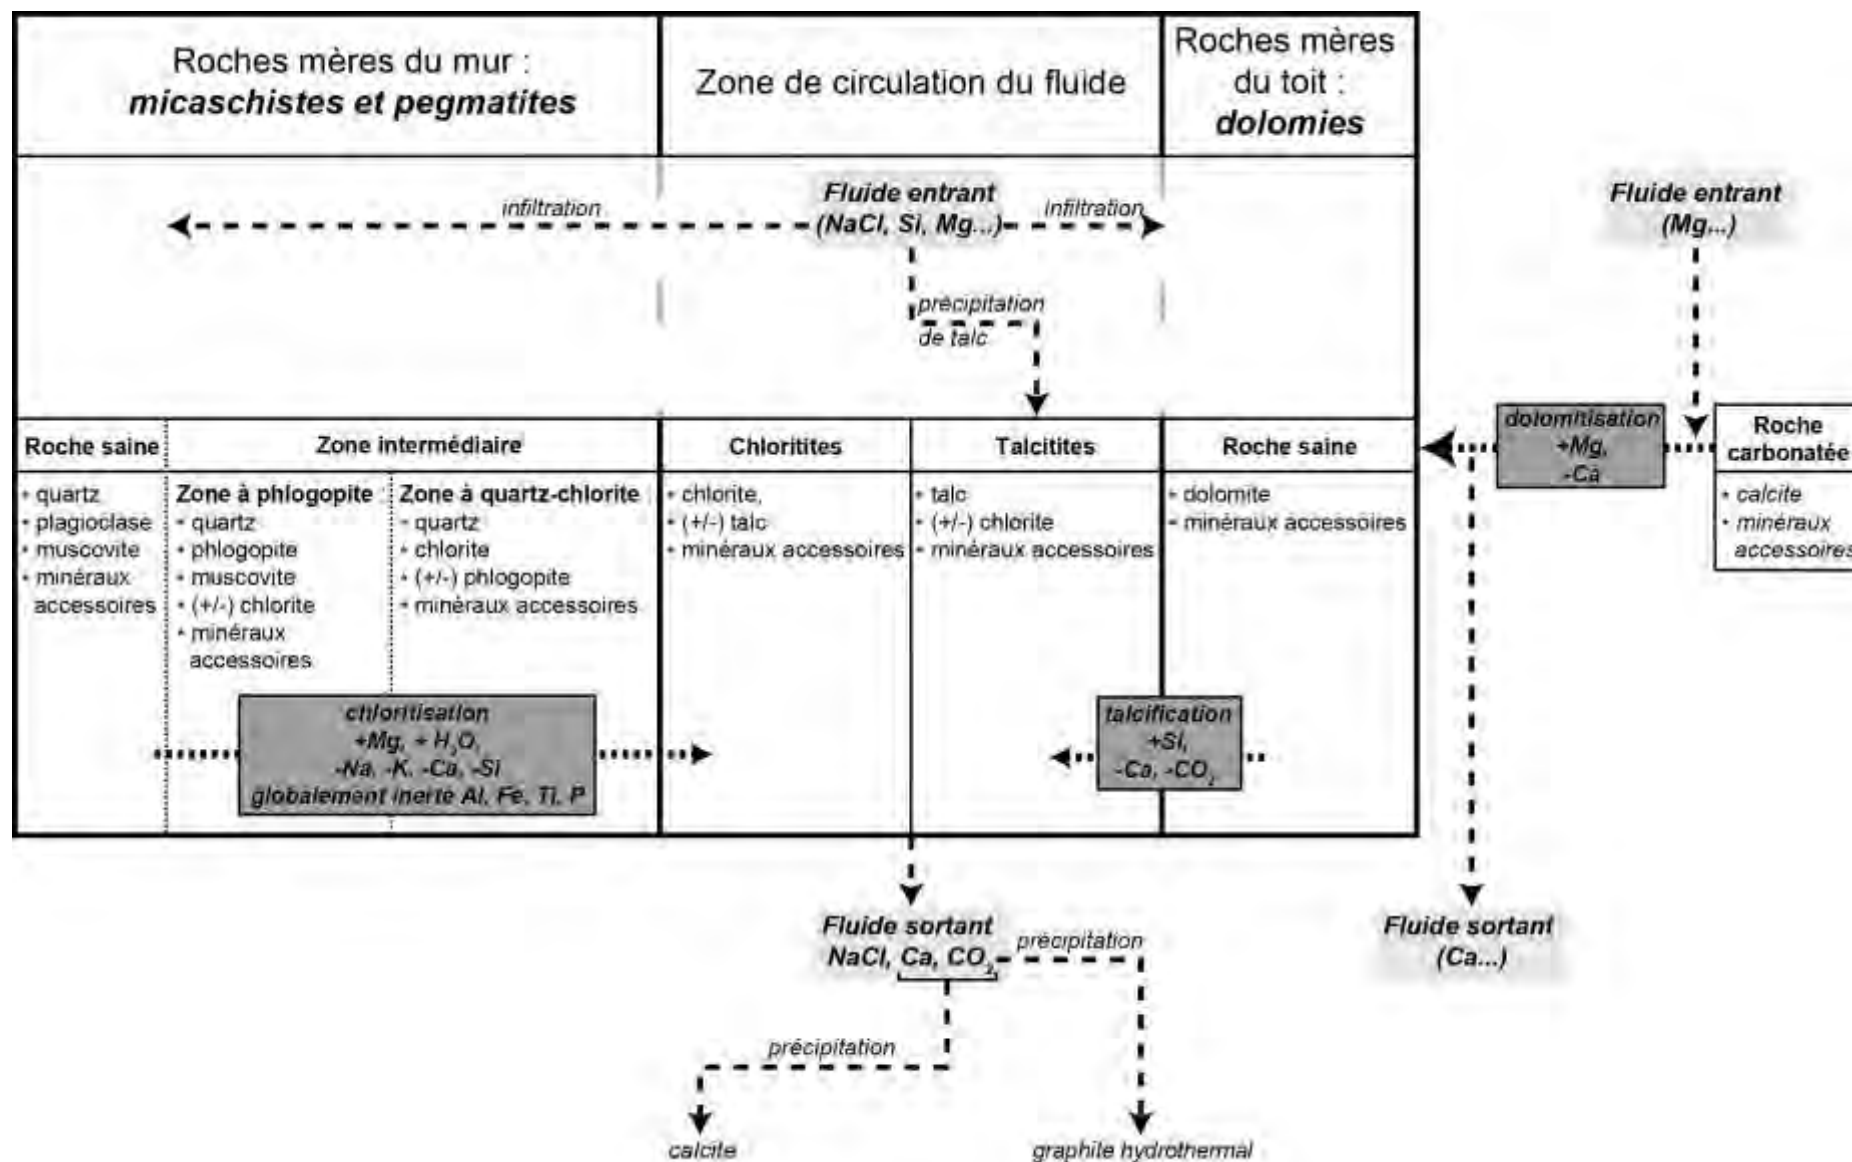 Roches mères du mur :
micaschistes et pegmatites
Zone de circulation du fluide
Roches mères
du toit :
dolomies
infiltration
Fluide entrant
(NaCl, Si, Mg...)
infiltration
Fluide entrant
(Mg,..)
précipitation
de talc
Roche saine
Zone intermédiaire
Chloritites
Talcitites
Roche saine
dolomitisation
+Mg,
-Ca
Roche
carbonatée
• quartz
• plagioclase
• muscovite
• minéraux
accessoires
Zone à phlogopite
• quartz
• phlogopite
• muscovite
• (+/-) chlorite
• minéraux
accessoires
Zone à quartz-chlorite
• quartz
• chlorite
• (+/-) phlogopite
• minéraux accessoires
• chlorite,
• (+/-) talc
• minéraux accessoires
• talc
• (+/-) chlorite
• minéraux accessoires
• dolomite
• minéraux accessoires
• calcite
• minéraux
accessoires
chloritisation
+Mg, + H₂O,
-Na, -K, -Ca, -Si
globalement inerte Al, Fe, Ti, P
talcification
+Si,
-Ca, -CO₂
Fluide sortant
NaCl, Ca, CO₂
précipitation
Fluide sortant
(Ca...)
précipitation
calcite
graphite hydrothermal